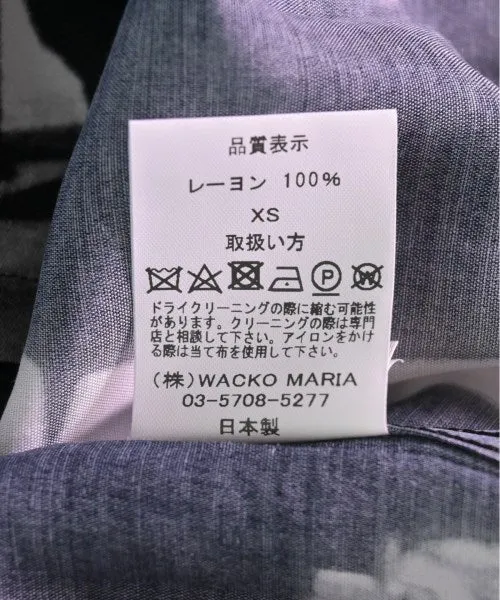 品質表示
レーヨン 100%
XS
取扱い方
P W
ドライクリーニングの際に縮む可能性
があります。クリーニングの際は専門
店と相談して下さい。アイロンをかけ
る際は当て布を使用して下さい。
(株)WACKO MARIA
03-5708-5277
日本製